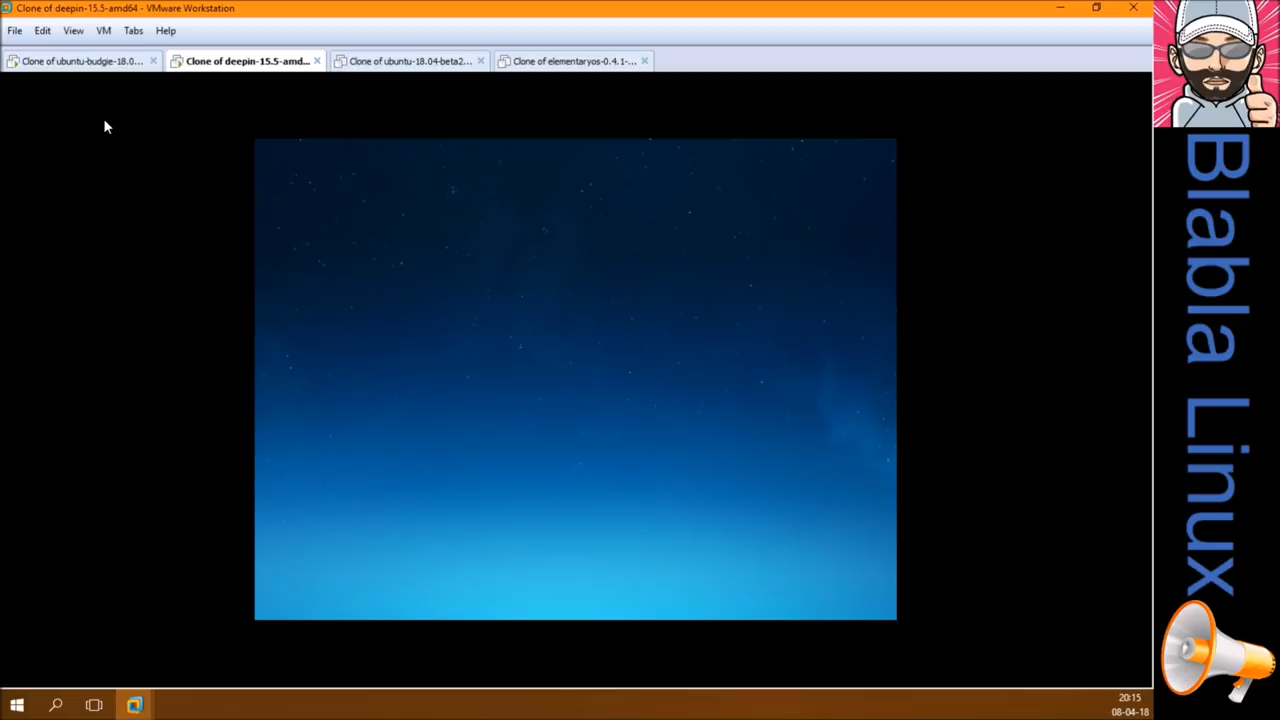 Clone of deepin-15.5-amd64 - VMware Workstation
File Edit View VM Tabs Help
Clone of ubuntu-budgie-18.0... Clone of deepin-15.5-amd... Clone of ubuntu-18.04-beta2... Clone of elementaryos-0.4.1-...
Blabla Linux
20:15
08-04-18